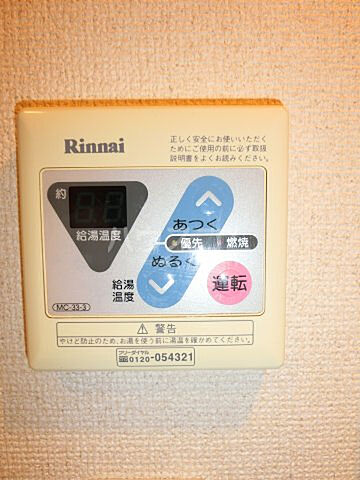 Rinnai
正しく安全にお使いいただく
ためにご使用の前に必ず取扱
説明書をよくお読みください。
約
給湯温度
あつく
優先 燃焼
ぬるく
給湯
温度
運転
MC-33-3
警告
やけど防止のため、お湯を使う前に湯温を確かめてください。
フリーダイヤル
0120-054321